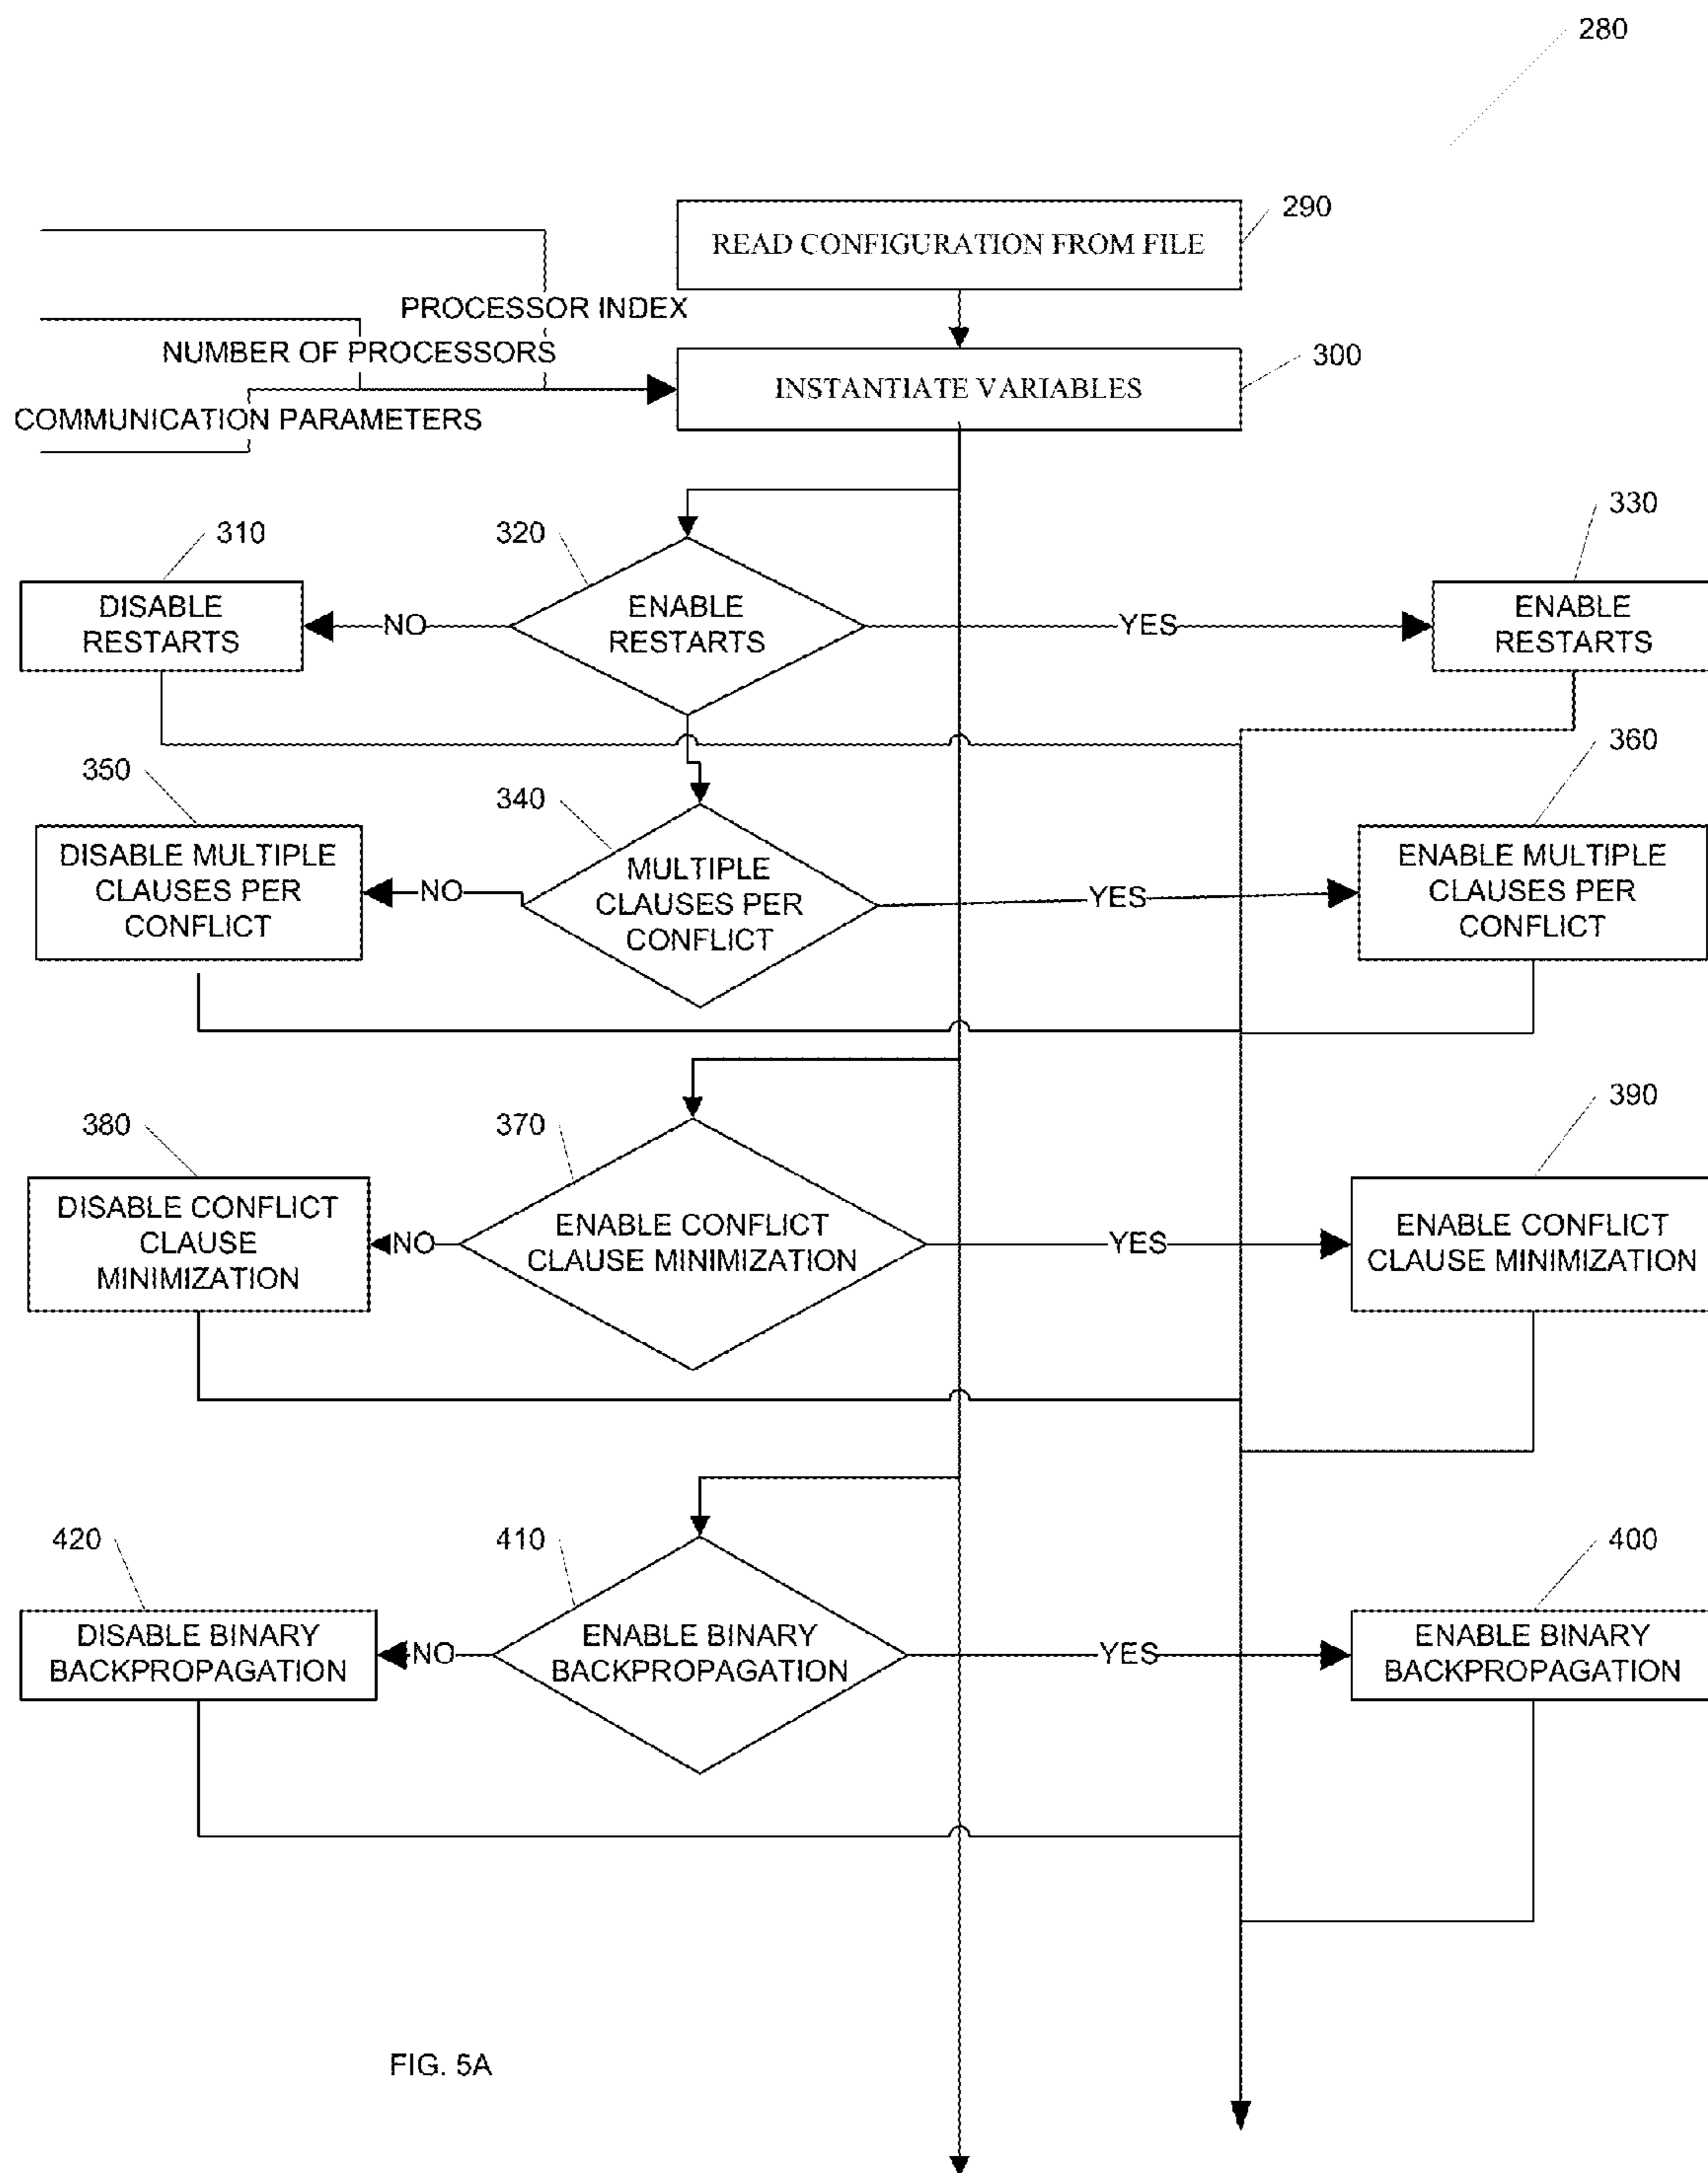 280
290
READ CONFIGURATION FROM FILE
PROCESSOR INDEX
NUMBER OF PROCESSORS
300
INSTANTIATE VARIABLES
COMMUNICATION PARAMETERS
310
320
330
DISABLE
RESTARTS
NO
ENABLE
RESTARTS
YES
ENABLE
RESTARTS
350
340
360
DISABLE MULTIPLE
CLAUSES PER
CONFLICT
NO
MULTIPLE
CLAUSES PER
CONFLICT
YES
ENABLE MULTIPLE
CLAUSES PER
CONFLICT
380
370
390
DISABLE CONFLICT
CLAUSE
MINIMIZATION
NO
ENABLE CONFLICT
CLAUSE MINIMIZATION
YES
ENABLE CONFLICT
CLAUSE MINIMIZATION
420
410
400
DISABLE BINARY
BACKPROPAGATION
NO
ENABLE BINARY
BACKPROPAGATION
YES
ENABLE BINARY
BACKPROPAGATION
FIG. 5A